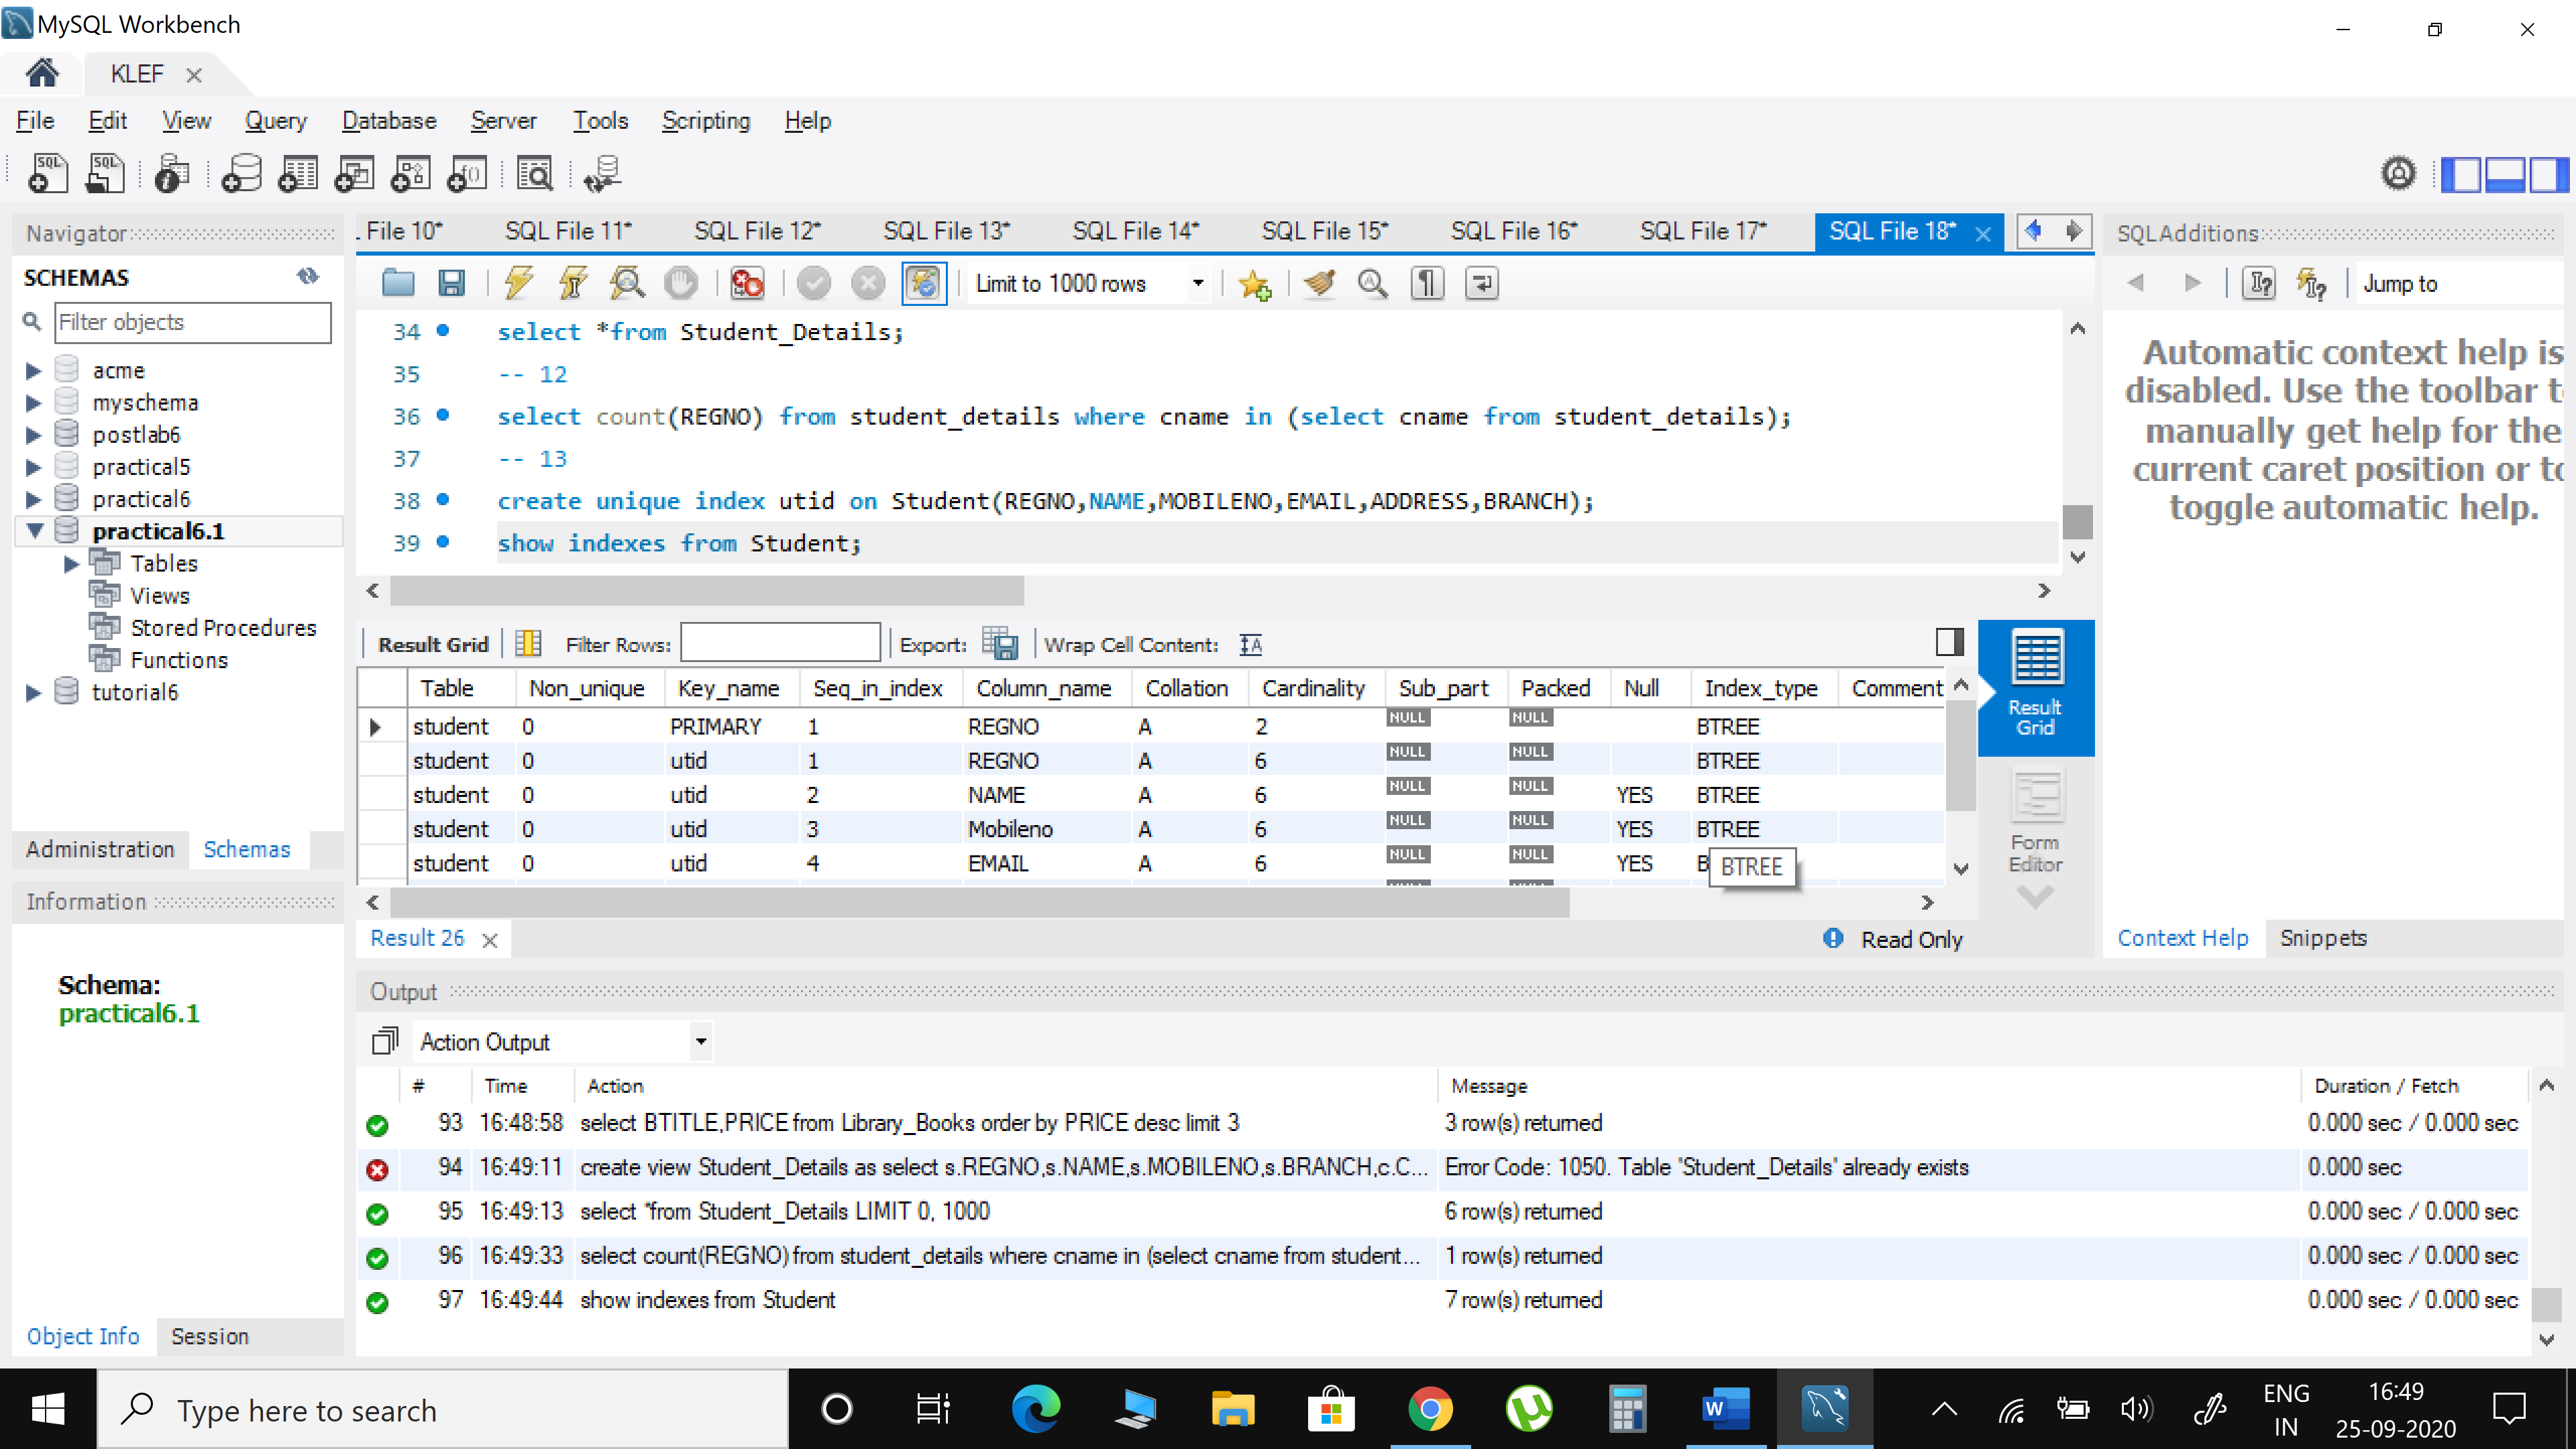 MySQL Workbench
KLEF
File Edit View Query Database Server Tools Scripting Help
Navigator
SCHEMAS
Filter objects
acme
myschema
postlab6
practical5
practical6
practical6.1
Tables
Views
Stored Procedures
Functions
tutorial6
Administration Schemas
Information
Schema:
practical6.1
Object Info Session
File 10* SQL File 11* SQL File 12* SQL File 13* SQL File 14* SQL File 15* SQL File 16* SQL File 17* SQL File 18*
Limit to 1000 rows
34 select *from Student_Details;
35 -- 12
36 select count(REGNO) from student_details where cname in (select cname from student_details);
37 -- 13
38 create unique index utid on Student(REGNO,NAME,MOBILENO,EMAIL,ADDRESS,BRANCH);
39 show indexes from Student;
Result Grid Filter Rows: Export: Wrap Cell Content:
Table Non_unique Key_name Seq_in_index Column_name Collation Cardinality Sub_part Packed Null Index_type Comment
student 0 PRIMARY 1 REGNO A 2 NULL NULL BTREE
student 0 utid 1 REGNO A 6 NULL NULL BTREE
student 0 utid 2 NAME A 6 NULL NULL YES BTREE
student 0 utid 3 Mobileno A 6 NULL NULL YES BTREE
student 0 utid 4 EMAIL A 6 NULL NULL YES B
BTREE
Result
Grid
Form
Editor
Result 26 Read Only
SQLAdditions
Jump to
Automatic context help is
disabled. Use the toolbar t
manually get help for the
current caret position or to
toggle automatic help.
Context Help Snippets
Output
Action Output
# Time Action Message Duration / Fetch
93 16:48:58 select BTITLE,PRICE from Library_Books order by PRICE desc limit 3 3 row(s) returned 0.000 sec / 0.000 sec
94 16:49:11 create view Student_Details as select s.REGNO,s.NAME,s.MOBILENO,s.BRANCH,c.C... Error Code: 1050. Table 'Student_Details' already exists 0.000 sec
95 16:49:13 select *from Student_Details LIMIT 0, 1000 6 row(s) returned 0.000 sec / 0.000 sec
96 16:49:33 select count(REGNO) from student_details where cname in (select cname from student... 1 row(s) returned 0.000 sec / 0.000 sec
97 16:49:44 show indexes from Student 7 row(s) returned 0.000 sec / 0.000 sec
Type here to search
ENG
IN
16:49
25-09-2020